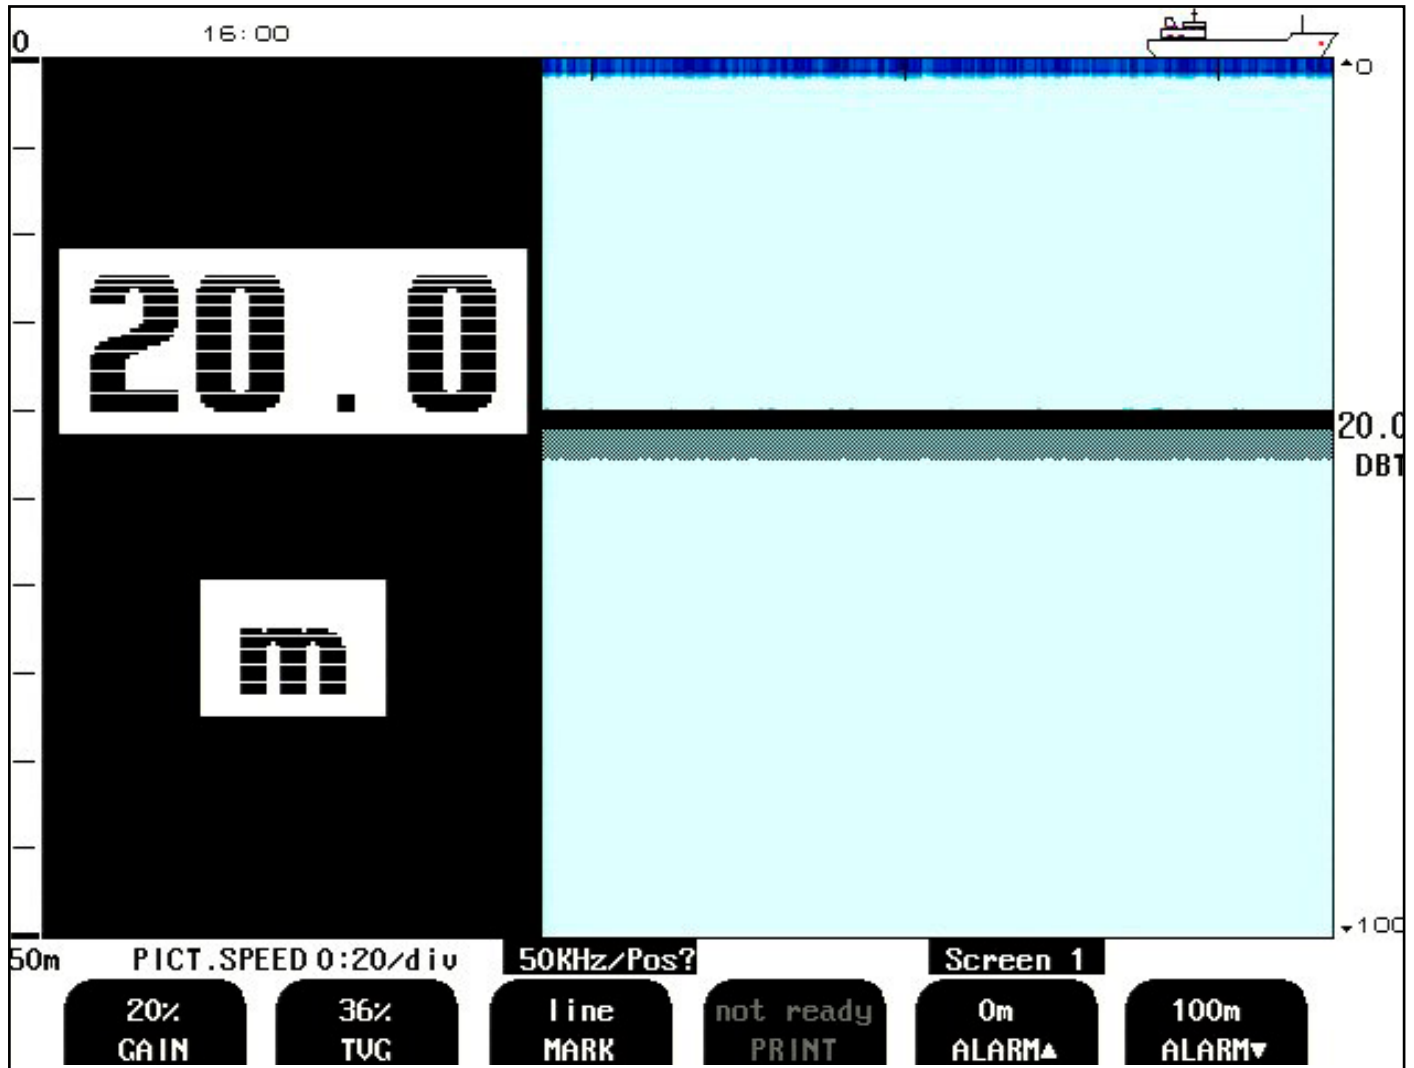 0
16:00
▲0
20.0
20.0
DBT
m
▼100
50m PICT.SPEED 0:20/div 50KHz/Pos? Screen 1
20% 36% line not ready 0m 100m
GAIN TVG MARK PRINT ALARM▲ ALARM▼